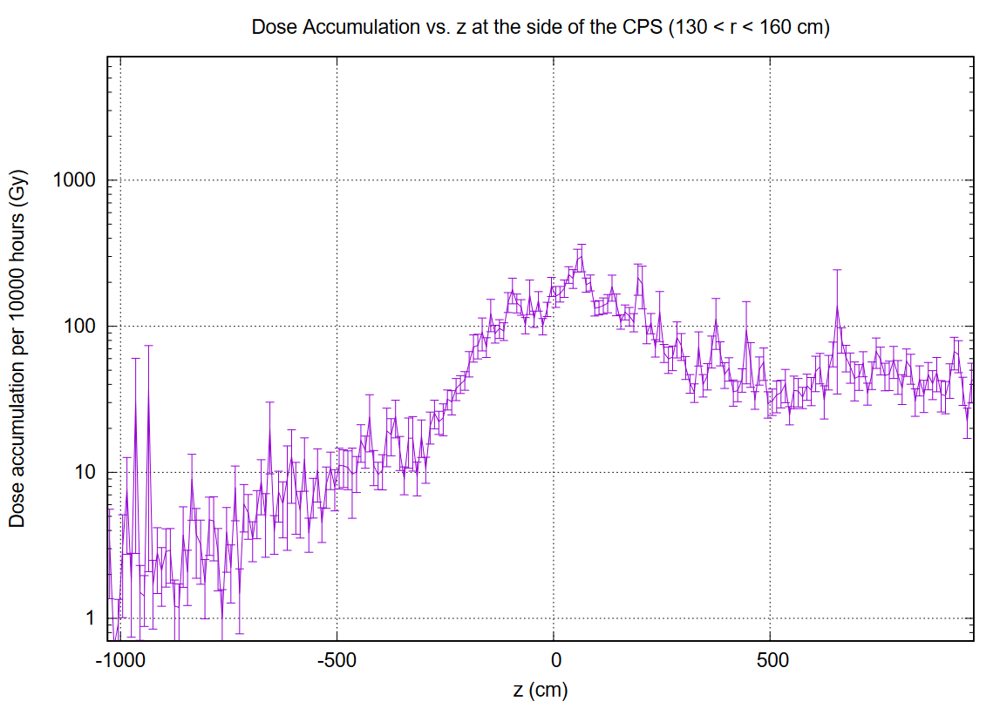 Dose Accumulation vs. z at the side of the CPS (130 < r < 160 cm)
Dose accumulation per 10000 hours (Gy)
1000
100
10
1
-1000 -500 0 500
z (cm)